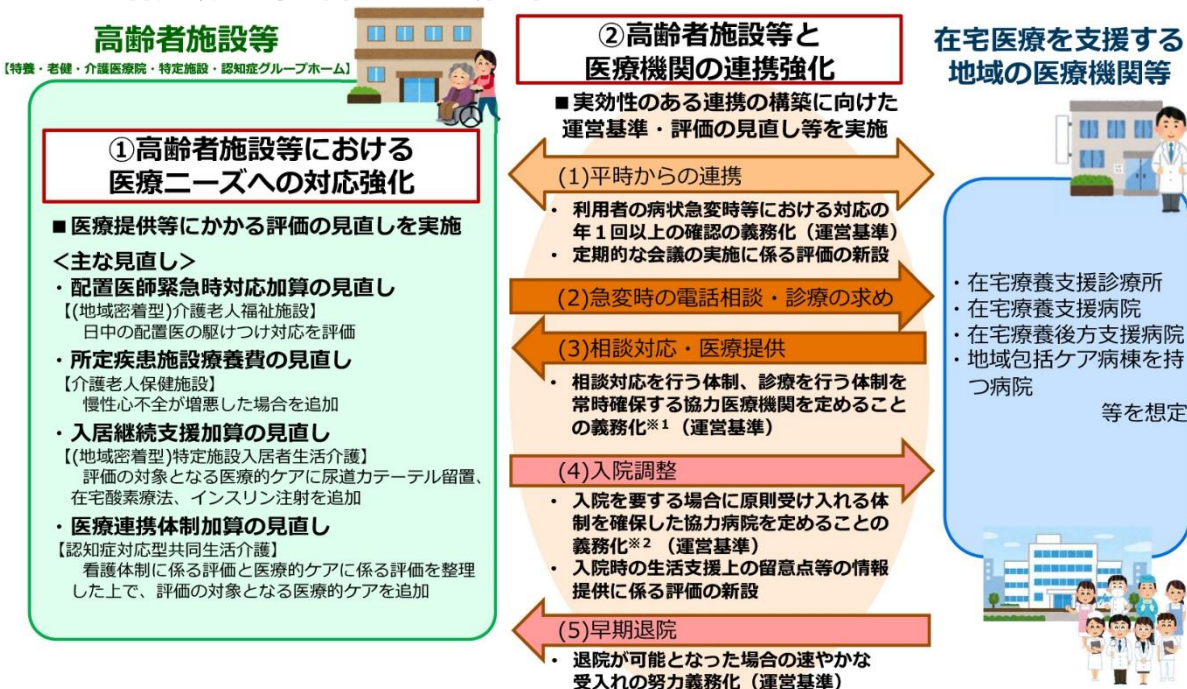 高齢者施設等
【特養・老健・介護医療院・特定施設・認知症グループホーム】
①高齢者施設等における
医療ニーズへの対応強化
■医療提供等にかかる評価の見直しを実施
<主な見直し>
・配置医師緊急時対応加算の見直し
【(地域密着型)介護老人福祉施設】
日中の配置医の駆けつけ対応を評価
・所定疾患施設療養費の見直し
【介護老人保健施設】
慢性心不全が増悪した場合を追加
・入居継続支援加算の見直し
【(地域密着型)特定施設入居者生活介護】
評価の対象となる医療的ケアに尿道カテーテル留置、
在宅酸素療法、インスリン注射を追加
・医療連携体制加算の見直し
【認知症対応型共同生活介護】
看護体制に係る評価と医療的ケアに係る評価を整理
した上で、評価の対象となる医療的ケアを追加
②高齢者施設等と
医療機関の連携強化
■実効性のある連携の構築に向けた
運営基準・評価の見直し等を実施
(1)平時からの連携
・ 利用者の病状急変時等における対応の
年1回以上の確認の義務化（運営基準）
・ 定期的な会議の実施に係る評価の新設
(2)急変時の電話相談・診療の求め
(3)相談対応・医療提供
・ 相談対応を行う体制、診療を行う体制を
常時確保する協力医療機関を定めること
の義務化※1（運営基準）
(4)入院調整
・ 入院を要する場合に原則受け入れる体
制を確保した協力病院を定めることの
義務化※2 （運営基準）
・ 入院時の生活支援上の留意点等の情報
提供に係る評価の新設
(5)早期退院
・ 退院が可能となった場合の速やかな
受入れの努力義務化（運営基準）
在宅医療を支援する
地域の医療機関等
・在宅療養支援診療所
・在宅療養支援病院
・在宅療養後方支援病院
・地域包括ケア病棟を持
つ病院
等を想定